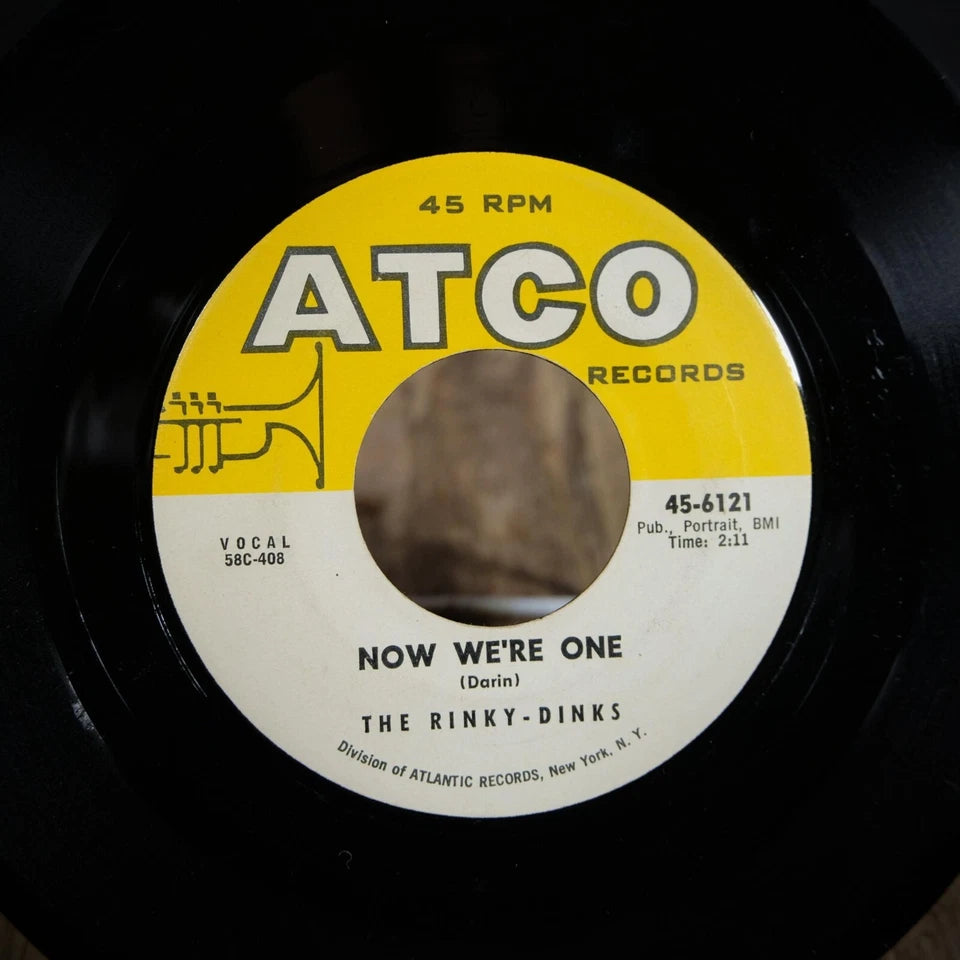 45 RPM
ATCO
RECORDS
45-6121
Pub., Portrait, BMI
Time: 2:11
VOCAL
58C-408
NOW WE'RE ONE
(Darin)
THE RINKY-DINKS
Division of ATLANTIC RECORDS, New York, N. Y.